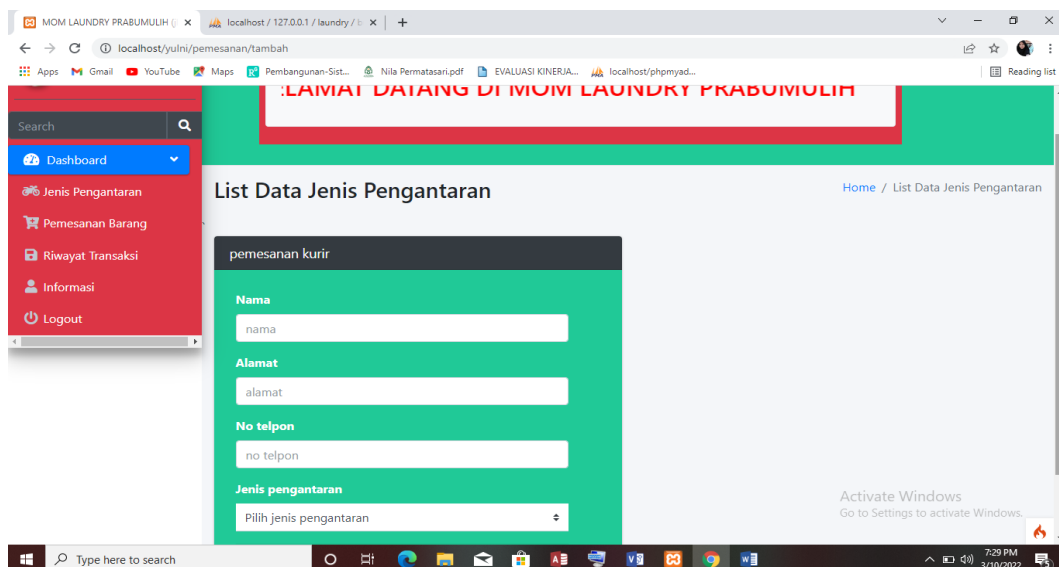 MOM LAUNDRY PRABUMULIH (
localhost / 127.0.0.1 / laundry / b
localhost/yulni/pemesanan/tambah
Apps Gmail YouTube Maps Pembangunan-Sist... Nila Permatasari.pdf EVALUASI KINERJA... localhost/phpmyad... Reading list
:LAMAT DATANG DI MOM LAUNDRY PRABUMULIH
Search
Dashboard
Jenis Pengantaran
Pemesanan Barang
Riwayat Transaksi
Informasi
Logout
List Data Jenis Pengantaran
Home / List Data Jenis Pengantaran
pemesanan kurir
Nama
nama
Alamat
alamat
No telpon
no telpon
Jenis pengantaran
Pilih jenis pengantaran
Activate Windows
Go to Settings to activate Windows.
Type here to search
7:29 PM
3/10/2022